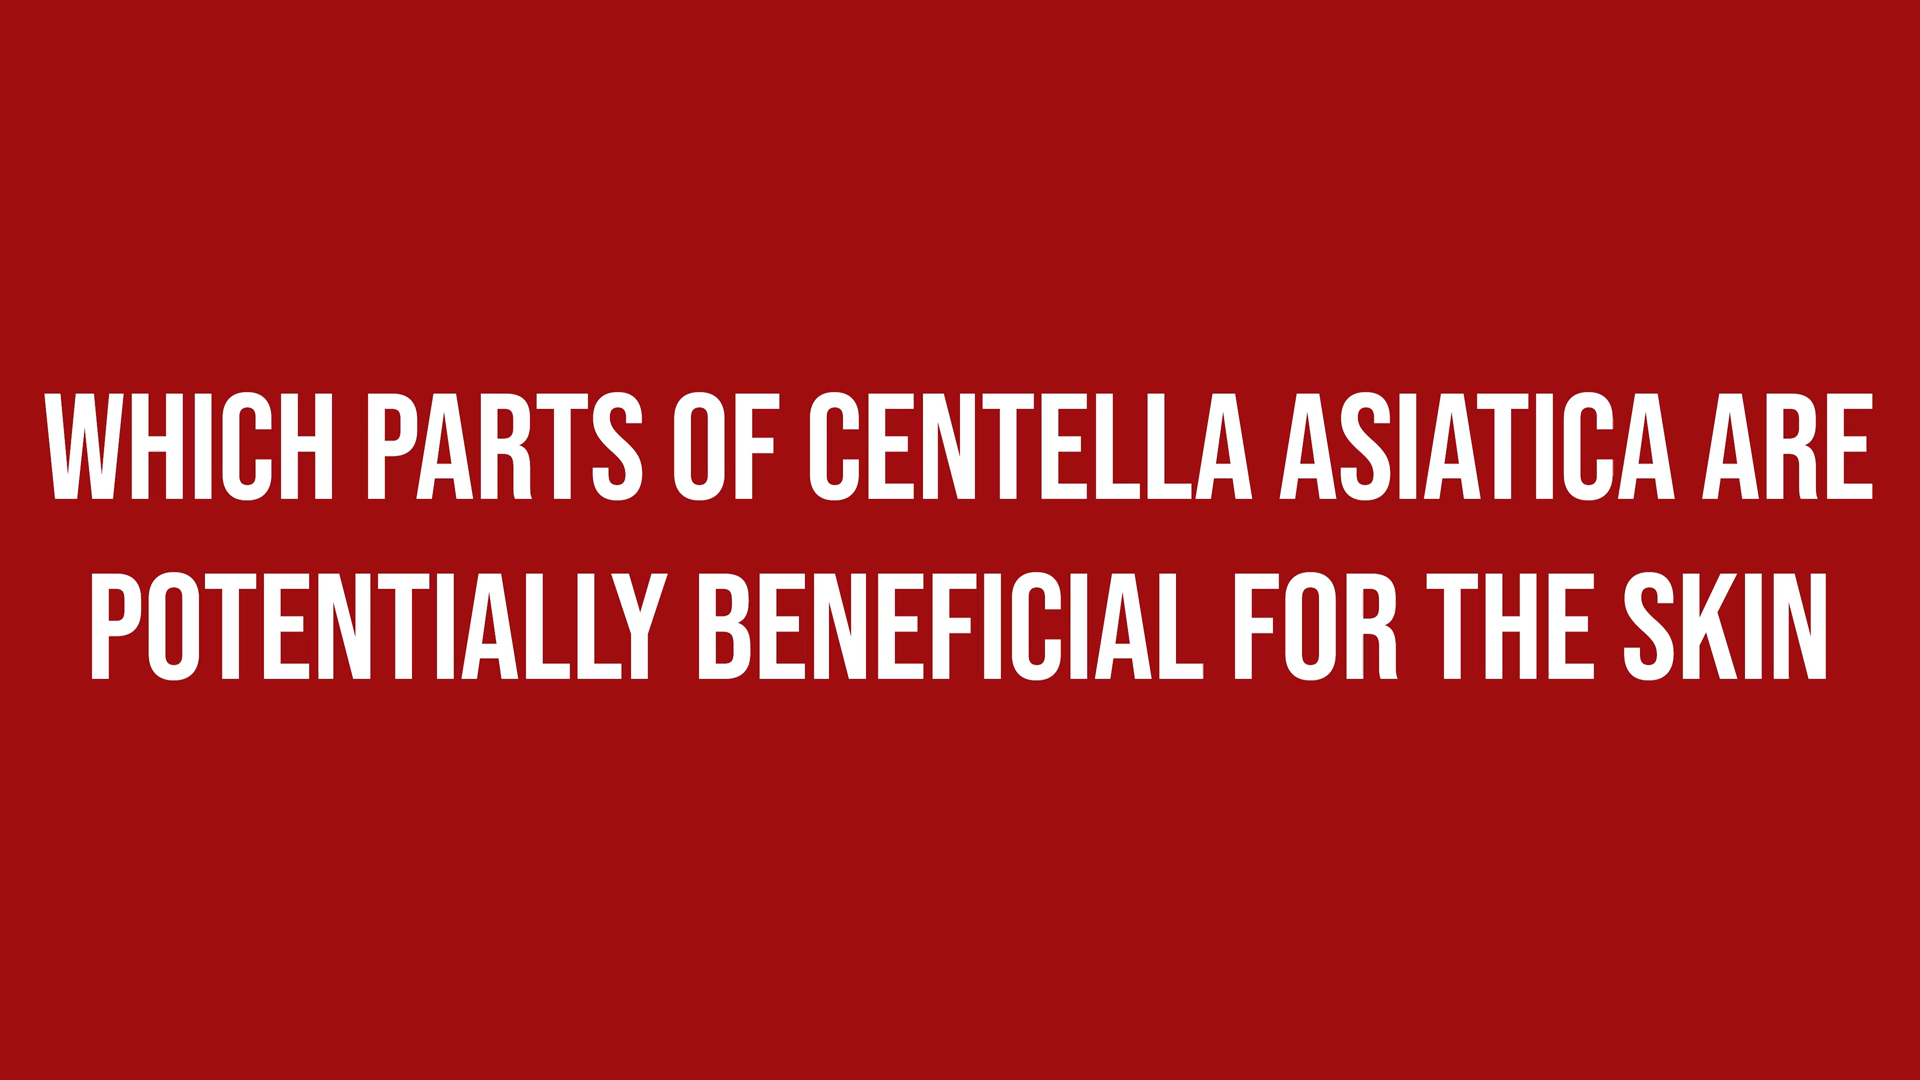 WHICH PARTS OF CENTELLA ASIATICA ARE
POTENTIALLY BENEFICIAL FOR THE SKIN